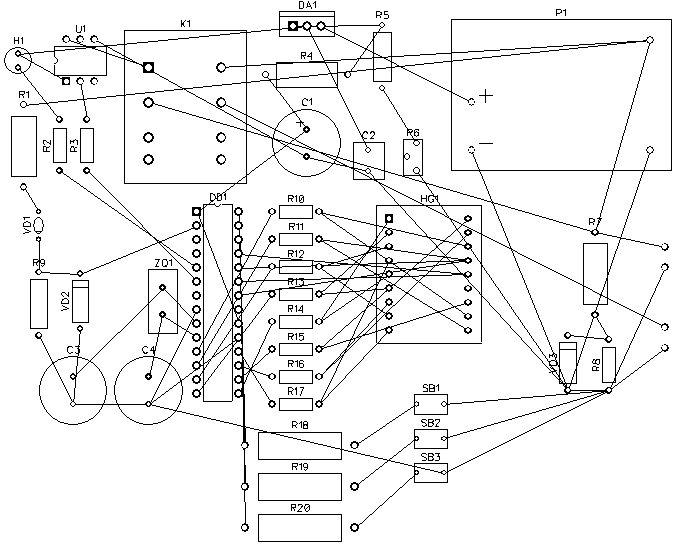 DA1
P1
R5
K1
U1
H1
R4
R1
C1
+
+
−
R2
R3
C2
R6
DD1
R10
HG1
VD1
R11
R7
R9
ZQ1
R12
VD2
R13
R14
C3
C4
R15
VD3
R8
R16
R17
SB1
R18
SB2
SB3
R19
R20